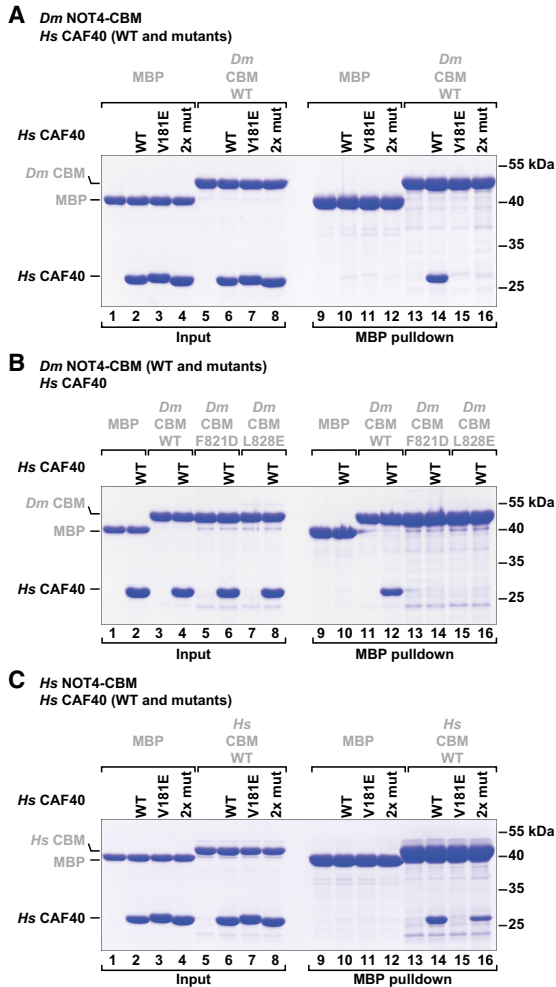 A
Dm NOT4-CBM
Hs CAF40 (WT and mutants)
Dm
MBP CBM MBP CBM
WT WT
Dm
Hs CAF40 WT V181E 2x mut WT V181E 2x mut WT V181E 2x mut WT V181E 2x mut
Dm CBM
MBP
Hs CAF40
55 kDa
40
35
25
1 2 3 4 5 6 7 8 9 10 11 12 13 14 15 16
Input MBP pulldown
B
Dm NOT4-CBM (WT and mutants)
Hs CAF40
Dm Dm Dm Dm Dm Dm
MBP CBM CBM CBM MBP CBM CBM CBM
WT F821D L828E WT F821D L828E
Hs CAF40 WT WT WT WT WT WT WT WT
Dm CBM
MBP
Hs CAF40
55 kDa
40
35
25
1 2 3 4 5 6 7 8 9 10 11 12 13 14 15 16
Input MBP pulldown
C
Hs NOT4-CBM
Hs CAF40 (WT and mutants)
Hs Hs
MBP CBM MBP CBM
WT WT
Hs CAF40 WT V181E 2x mut WT V181E 2x mut WT V181E 2x mut WT V181E 2x mut
Hs CBM
MBP
Hs CAF40
55 kDa
40
35
25
1 2 3 4 5 6 7 8 9 10 11 12 13 14 15 16
Input MBP pulldown